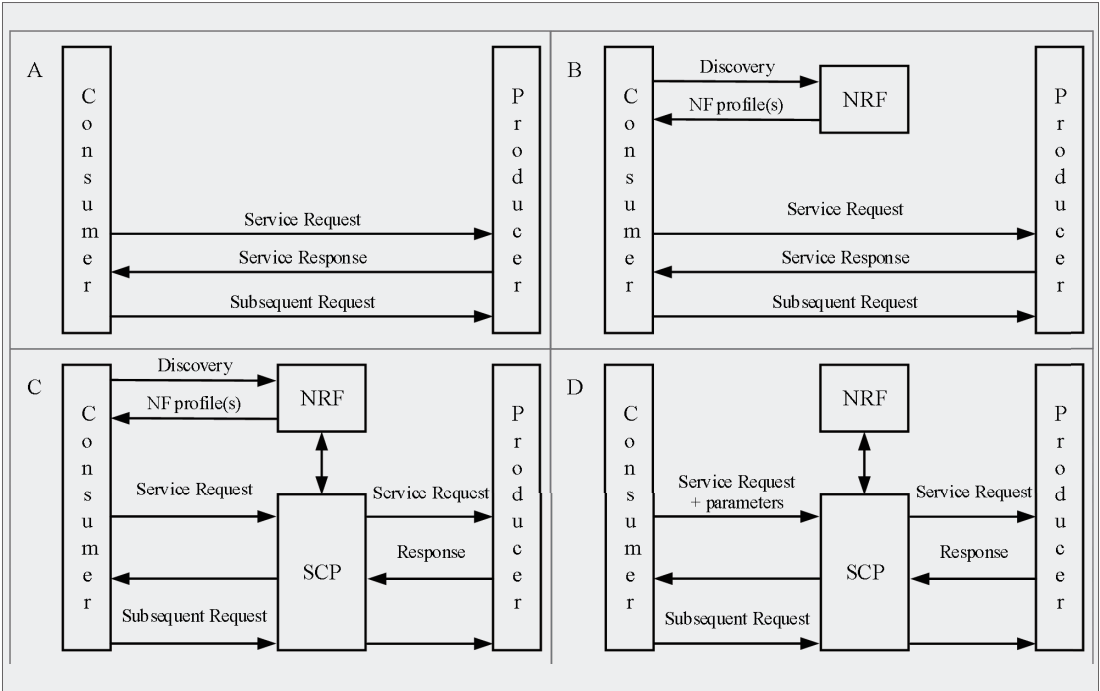 A
Consumer
Producer
Service Request
Service Response
Subsequent Request
B
Consumer
Discovery
NF profile(s)
NRF
Producer
Service Request
Service Response
Subsequent Request
C
Consumer
Discovery
NF profile(s)
NRF
Producer
Service Request
Service Request
SCP
Response
Subsequent Request
D
Consumer
NRF
Producer
Service Request
+ parameters
Service Request
SCP
Response
Subsequent Request